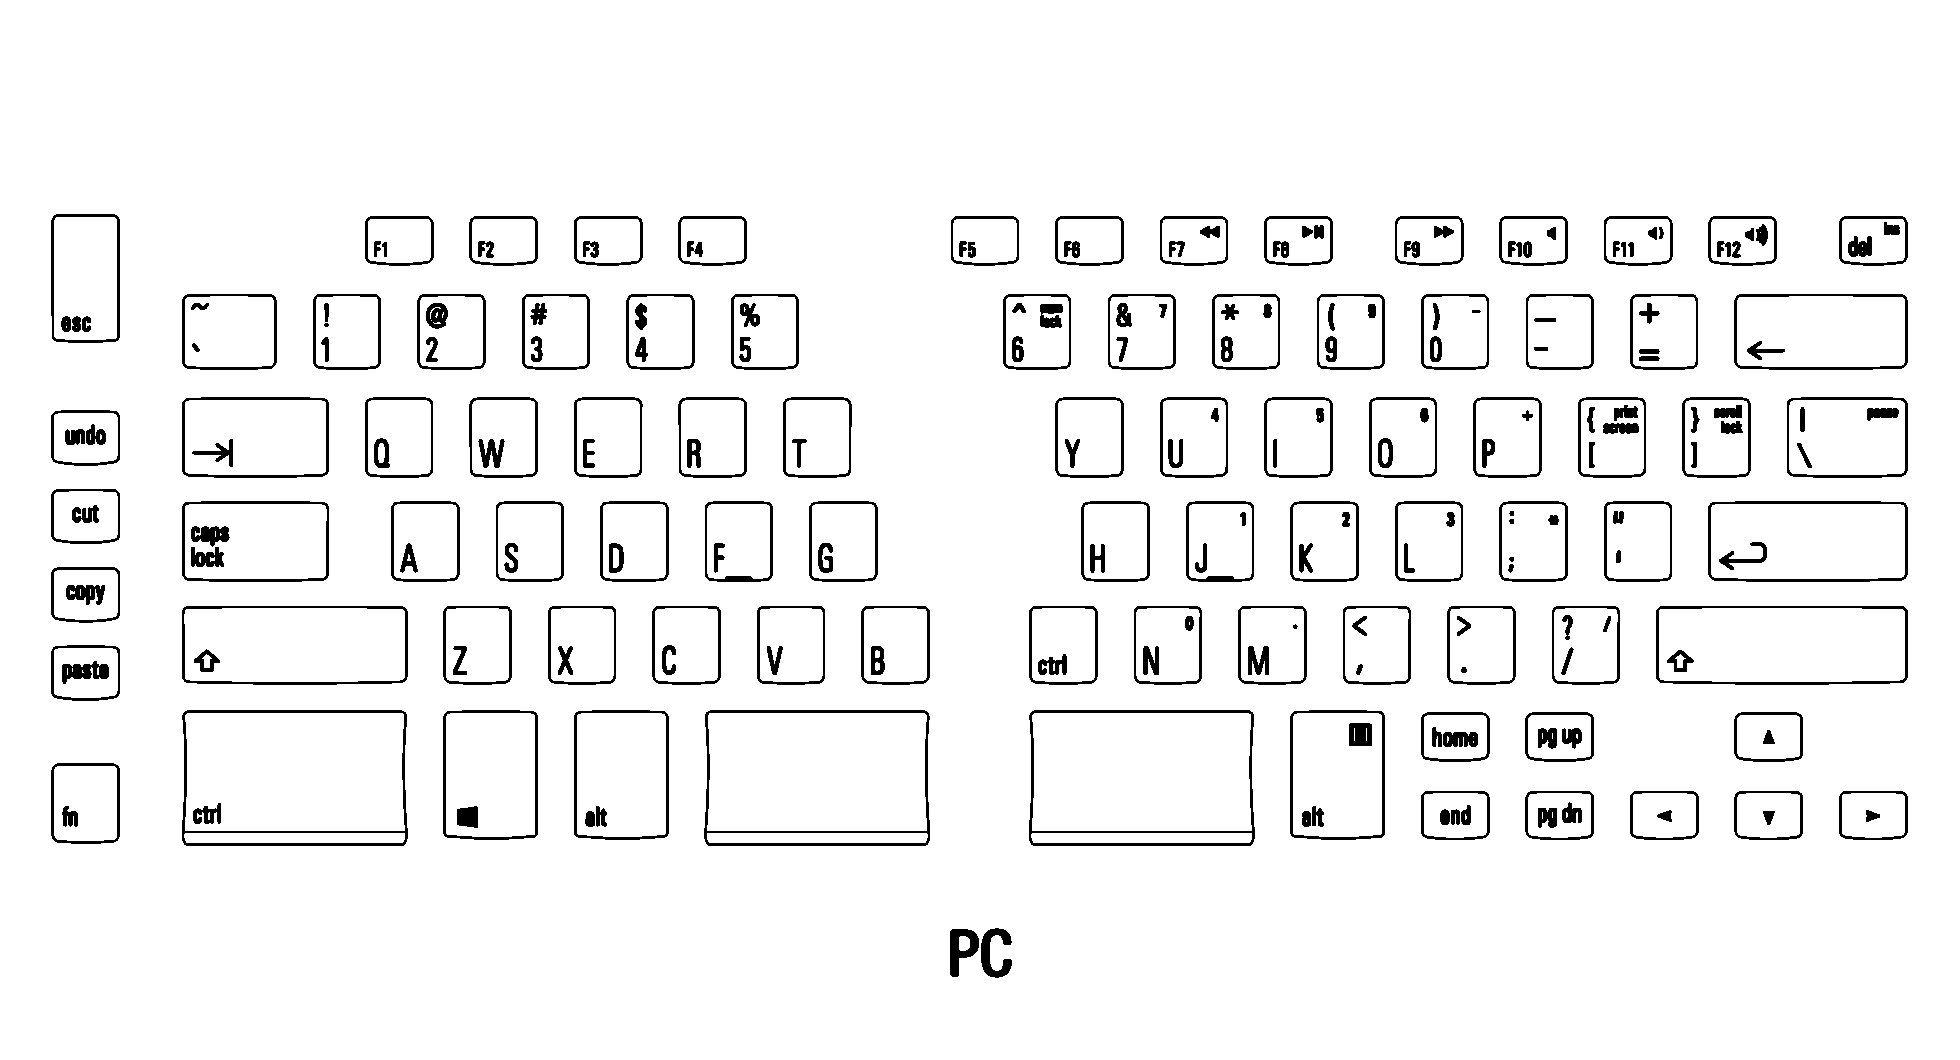 F1 F2 F3 F4 F5 F6 F7 F8 F9 F10 F11 F12 del ins
esc
~ ! @ # $ % ^ num & 7 * 8 ( 9 ) - — +
lock
` 1 2 3 4 5 6 7 8 9 0 - = ←
undo
Q W E R T Y U 4 I 5 O 6 P + { print } scroll | pause
screen lock
[ ] \
cut
caps
lock
A S D F G H J 1 K 2 L 3 : * "
; '
copy
Z X C V B ctrl N 0 M . < > ? /
, . /
paste
home pg up
fn ctrl alt alt end pg dn
PC